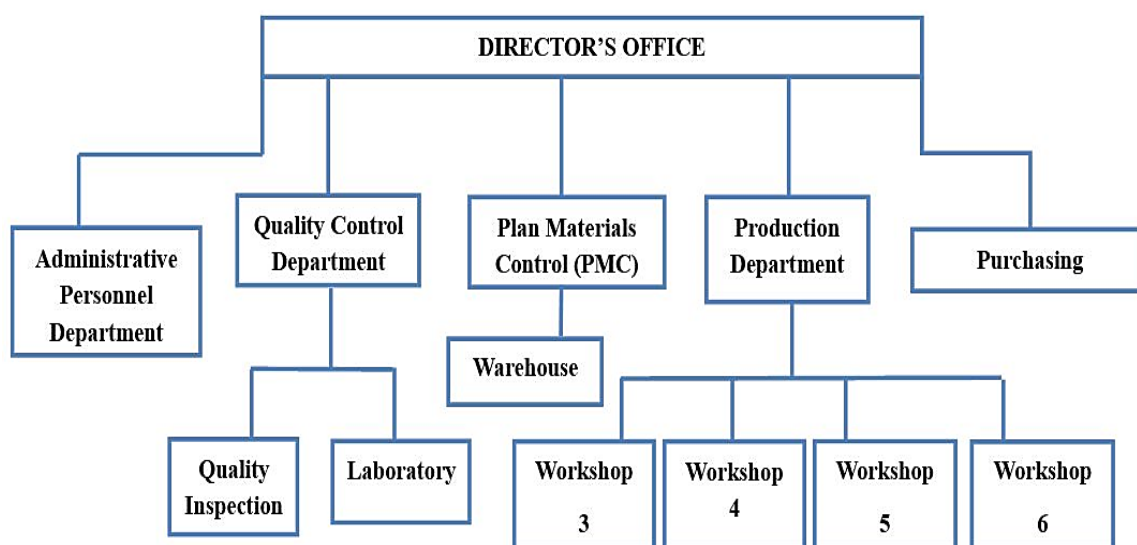 DIRECTOR’S OFFICE
Administrative
Personnel
Department
Quality Control
Department
Plan Materials
Control (PMC)
Production
Department
Purchasing
Warehouse
Quality
Inspection
Laboratory
Workshop
3
Workshop
4
Workshop
5
Workshop
6